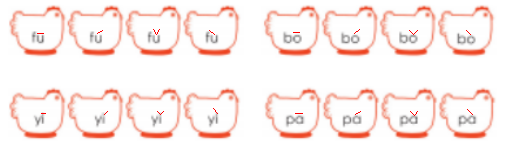 fū fú fǔ fù bō bó bǒ bò
yī yí yǐ yì pā pá pǎ pà